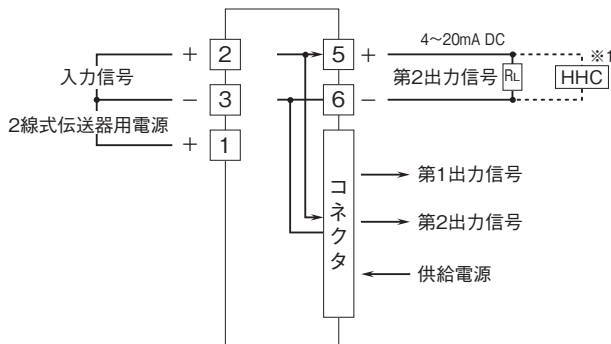 4～20mA DC
※1
+ 2 5 +
入力信号 第2出力信号 RL HHC
− 3 6 −
2線式伝送器用電源
+ 1
コネクタ
第1出力信号
第2出力信号
供給電源